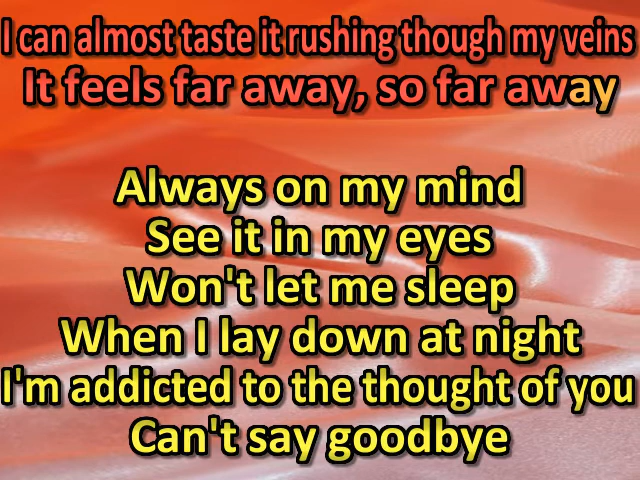 I can almost taste it rushing though my veins
It feels far away, so far away
Always on my mind
See it in my eyes
Won't let me sleep
When I lay down at night
I'm addicted to the thought of you
Can't say goodbye